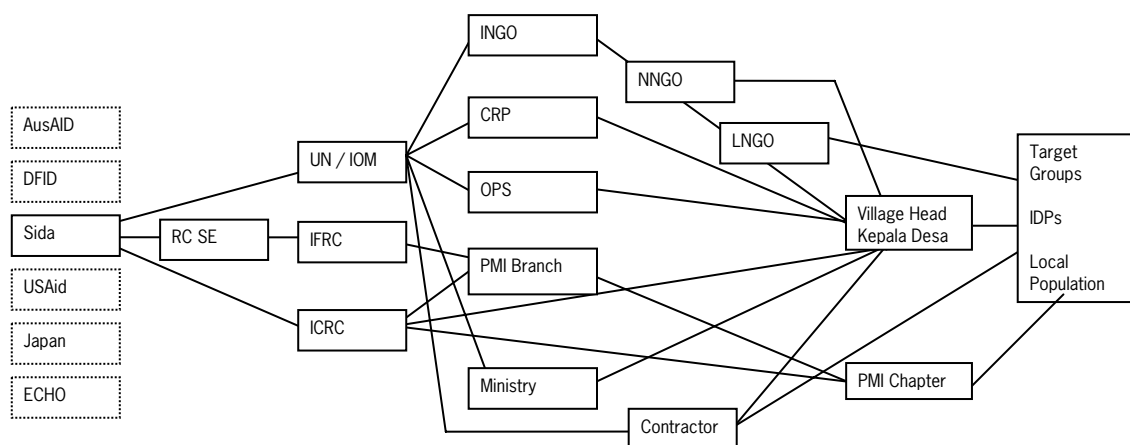 AusAID
DFID
Sida
USAid
Japan
ECHO
RC SE
UN / IOM
IFRC
ICRC
INGO
CRP
OPS
PMI Branch
Ministry
NNGO
LNGO
Contractor
Village Head
Kepala Desa
PMI Chapter
Target
Groups
IDPs
Local
Population